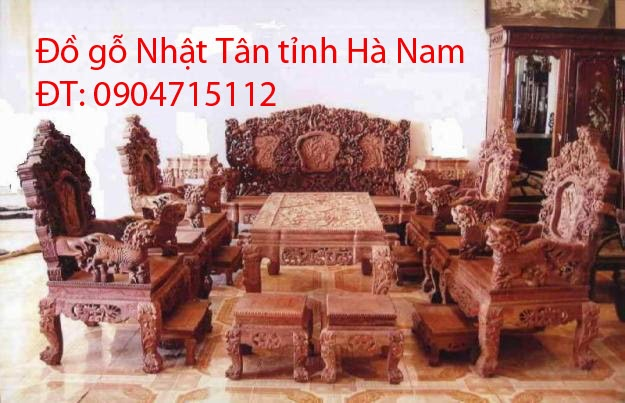 Đồ gỗ Nhật Tân tỉnh Hà Nam
ĐT: 0904715112